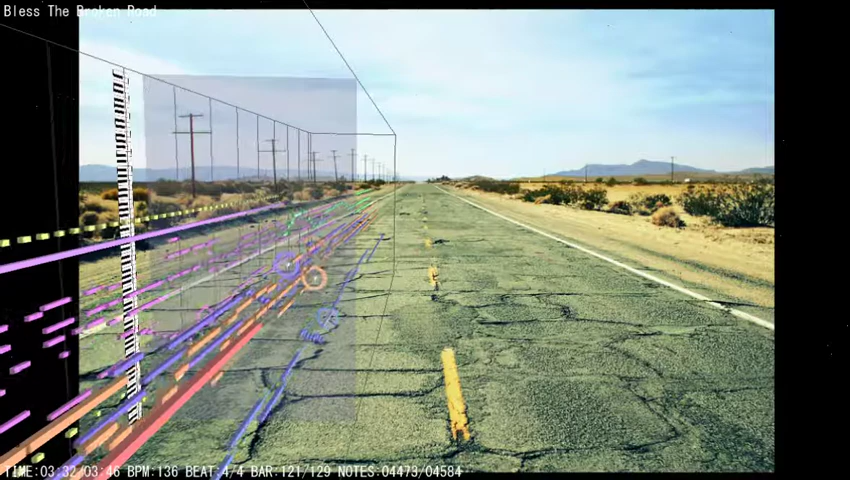 Bless The Broken Road
TIME:03:32/03:46 BPM:136 BEAT:4/4 BAR:121/129 NOTES:04473/04584